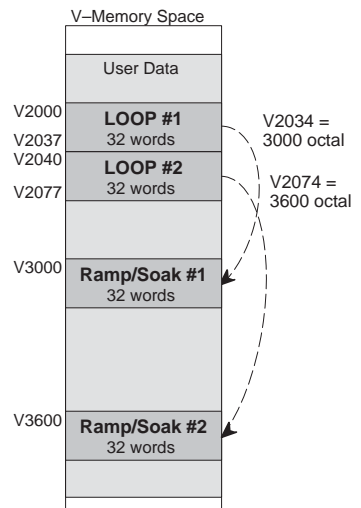 V–Memory Space
User Data
V2000
LOOP #1
V2034 =
3000 octal
V2037
32 words
V2040
LOOP #2
V2074 =
3600 octal
V2077
32 words
V3000
Ramp/Soak #1
32 words
V3600
Ramp/Soak #2
32 words